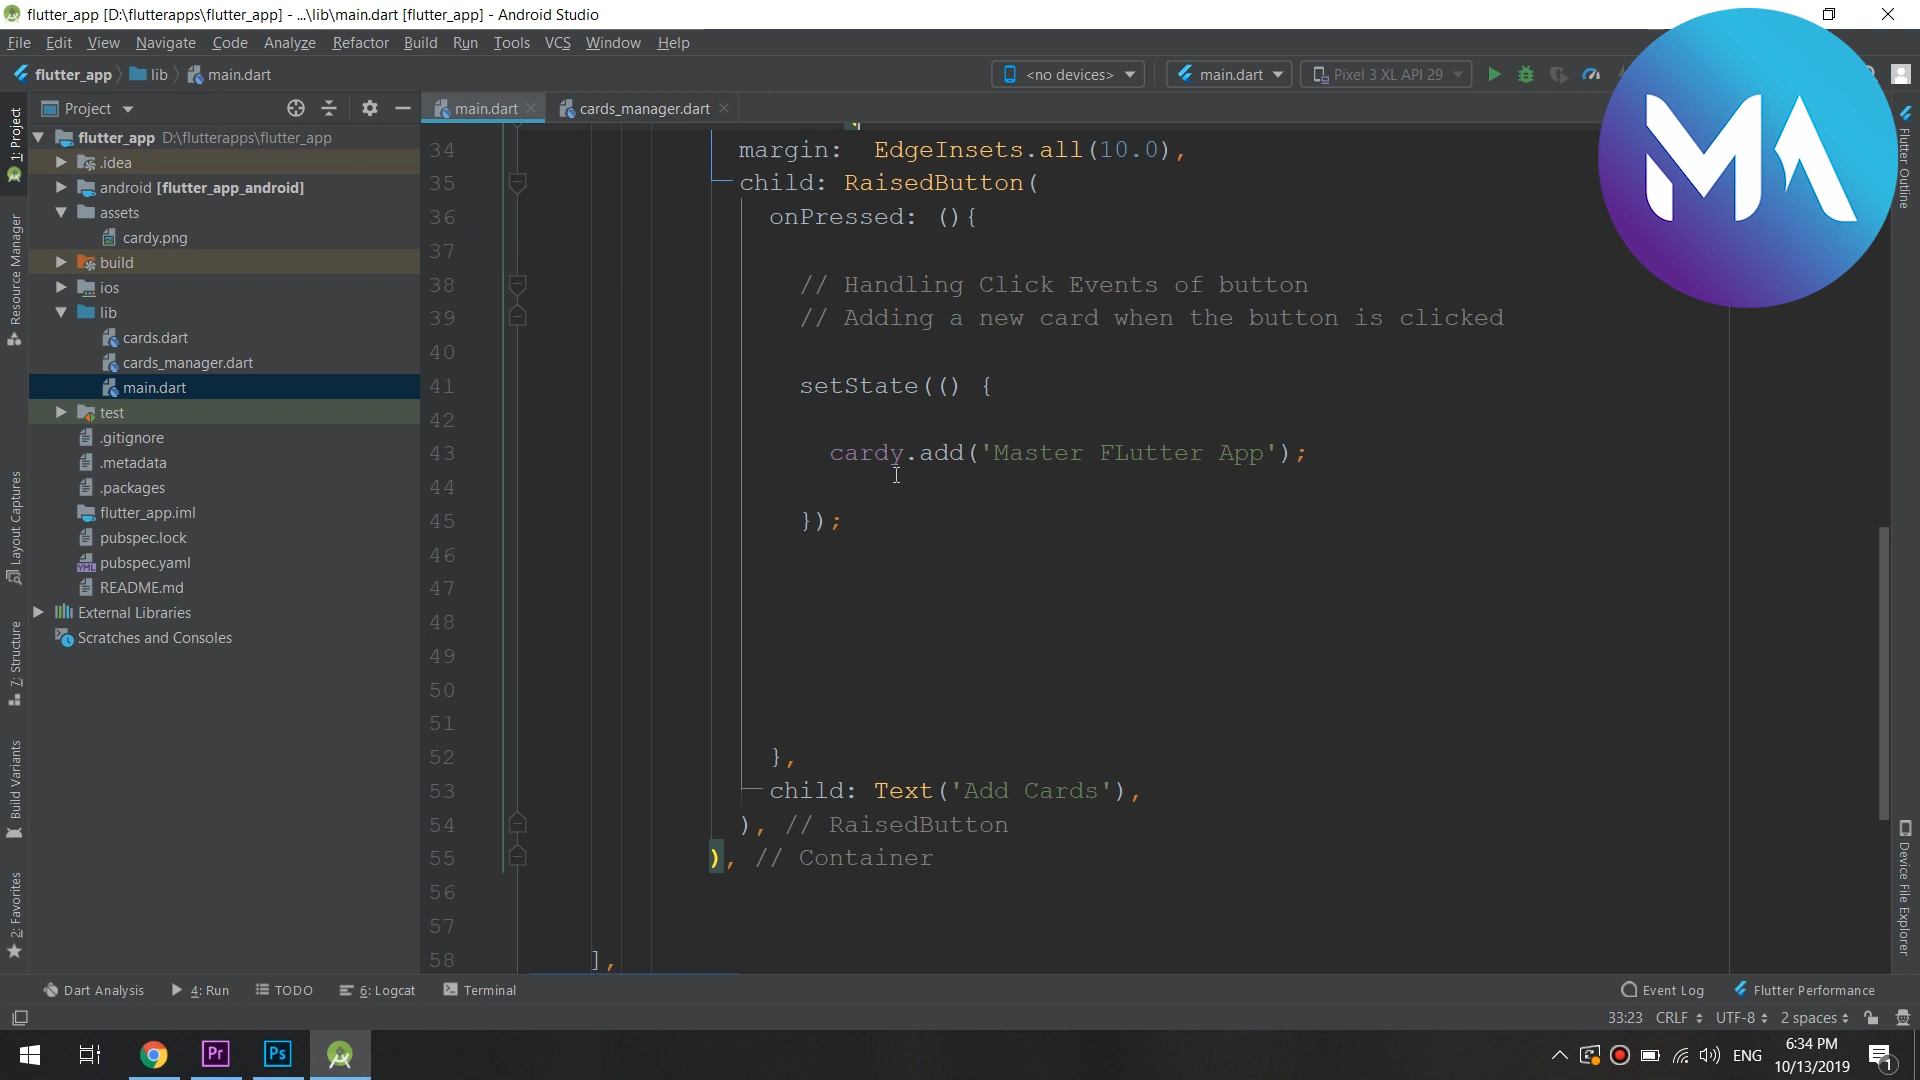 flutter_app [D:\flutterapps\flutter_app] - ...\lib\main.dart [flutter_app] - Android Studio
File Edit View Navigate Code Analyze Refactor Build Run Tools VCS Window Help
flutter_app lib main.dart <no devices> main.dart Pixel 3 XL API 29
MA
Project
main.dart cards_manager.dart
1: Project
Resource Manager
Layout Captures
7: Structure
Build Variants
2: Favorites
flutter_app D:\flutterapps\flutter_app
.idea
android [flutter_app_android]
assets
cardy.png
build
ios
lib
cards.dart
cards_manager.dart
main.dart
test
.gitignore
.metadata
.packages
flutter_app.iml
pubspec.lock
pubspec.yaml
README.md
External Libraries
Scratches and Consoles
34 margin: EdgeInsets.all(10.0),
35 child: RaisedButton(
36 onPressed: (){
37
38 // Handling Click Events of button
39 // Adding a new card when the button is clicked
40
41 setState(() {
42
43 cardy.add('Master FLutter App');
44
45 });
46
47
48
49
50
51
52 },
53 child: Text('Add Cards'),
54 ), // RaisedButton
55 ), // Container
56
57
58 ],
Flutter Outline
Device File Explorer
Dart Analysis 4: Run TODO 6: Logcat Terminal Event Log Flutter Performance
33:23 CRLF UTF-8 2 spaces
Pr Ps ENG 6:34 PM
10/13/2019 1